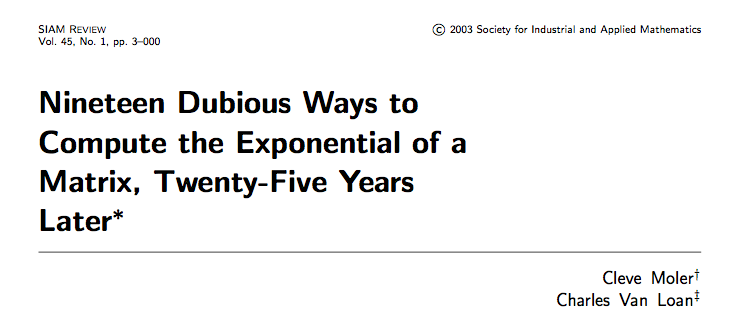 SIAM REVIEW
Vol. 45, No. 1, pp. 3–000
© 2003 Society for Industrial and Applied Mathematics
Nineteen Dubious Ways to
Compute the Exponential of a
Matrix, Twenty-Five Years
Later*
Cleve Moler†
Charles Van Loan‡